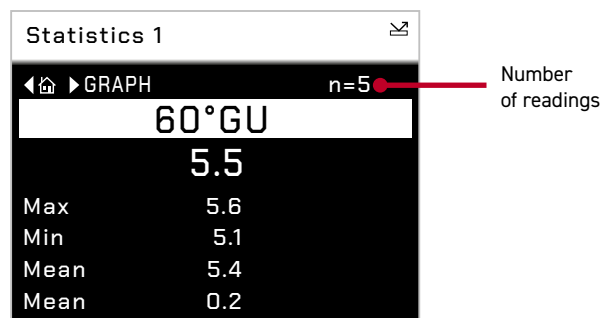 Statistics 1
GRAPH n=5
60°GU
5.5
Max 5.6
Min 5.1
Mean 5.4
Mean 0.2
Number
of readings